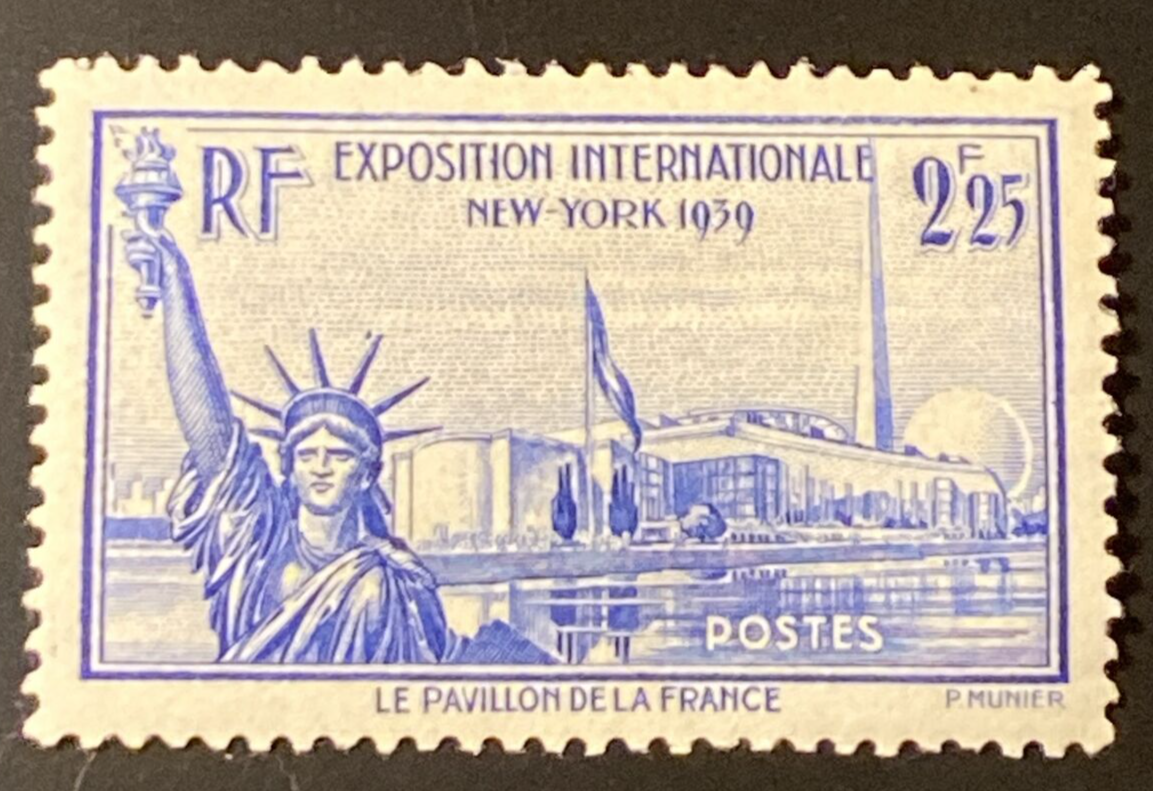 RF EXPOSITION INTERNATIONALE 2F25
NEW-YORK 1939
POSTES
LE PAVILLON DE LA FRANCE P. MUNIER